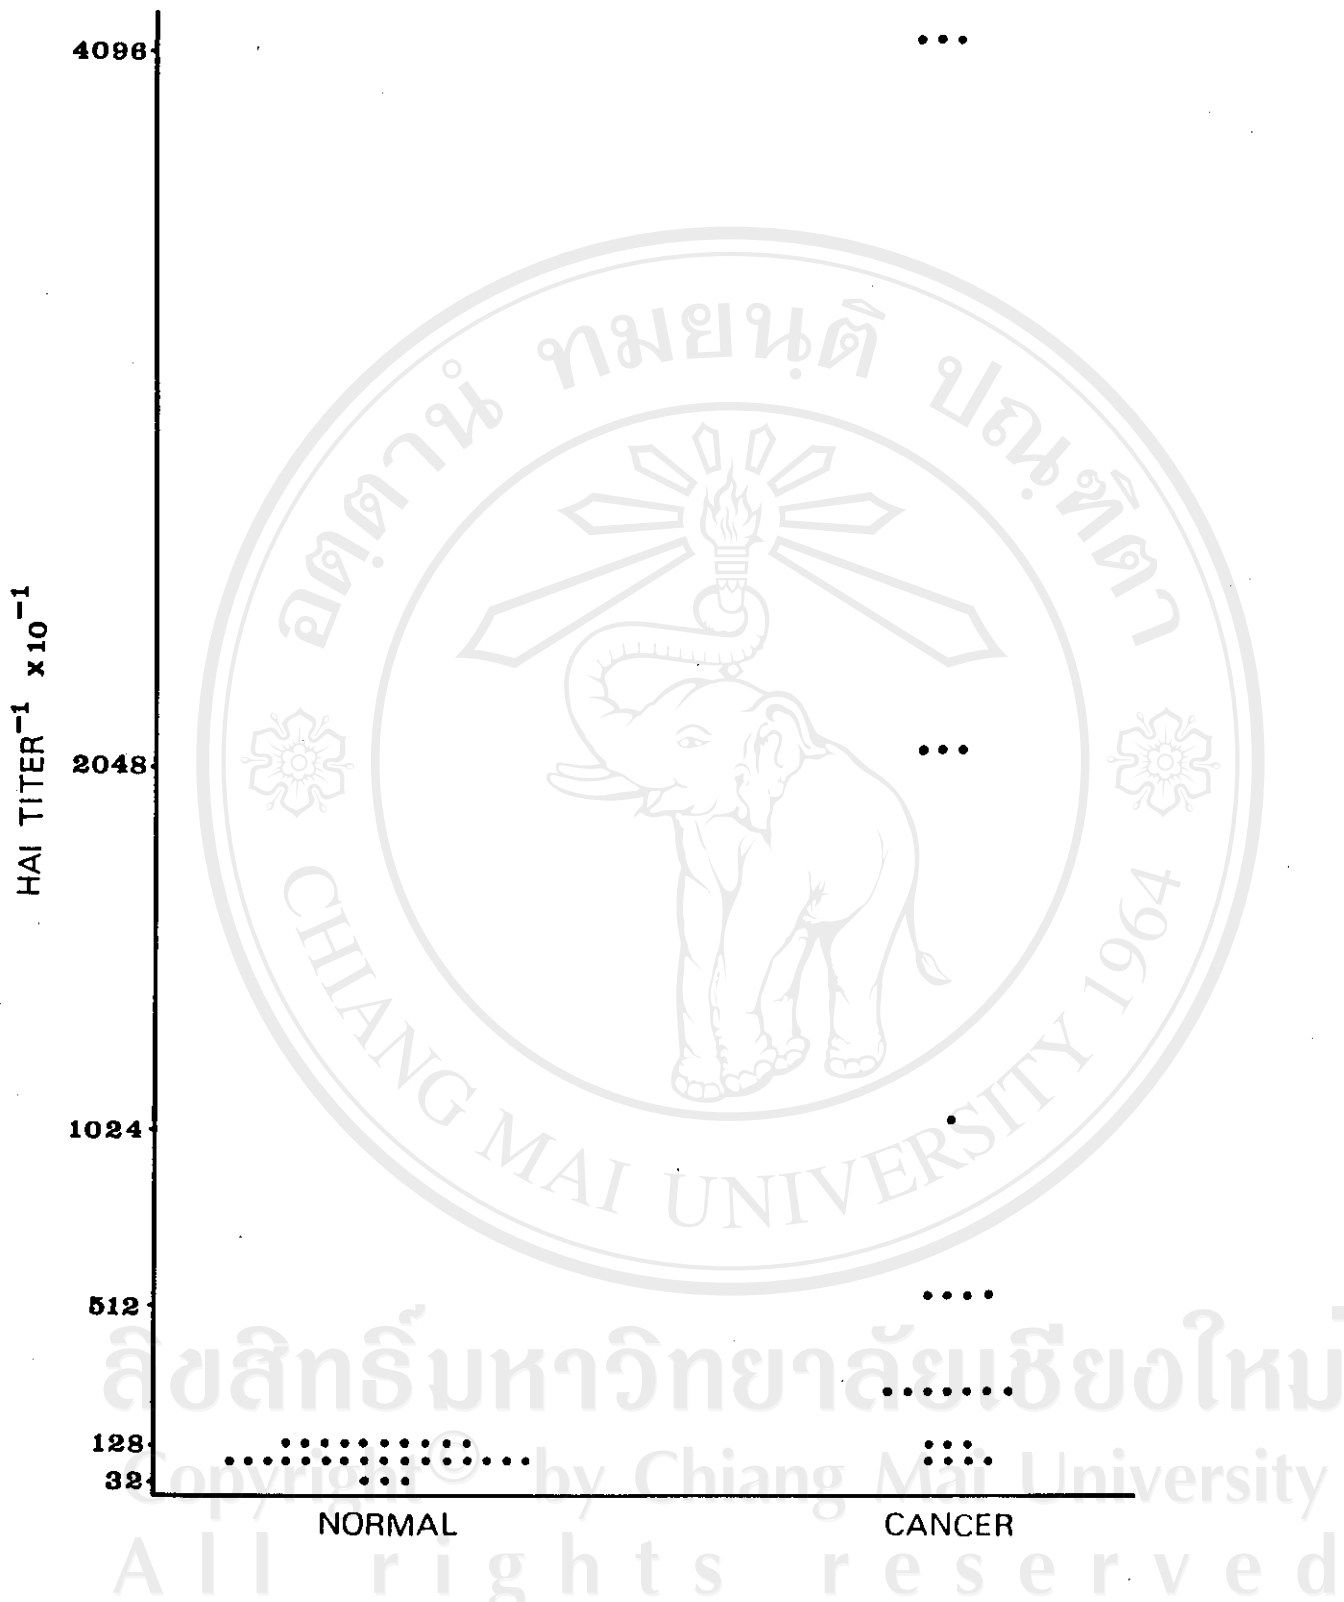 4096
2048
1024
512
128
32
HAI TITER⁻¹ x10⁻¹
NORMAL
CANCER
อตฺตานํ ทมยนฺติ ปณฺฑิตา
CHIANG MAI UNIVERSITY 1964
ลิขสิทธิ์มหาวิทยาลัยเชียงใหม่
Copyright© by Chiang Mai University
All rights reserved